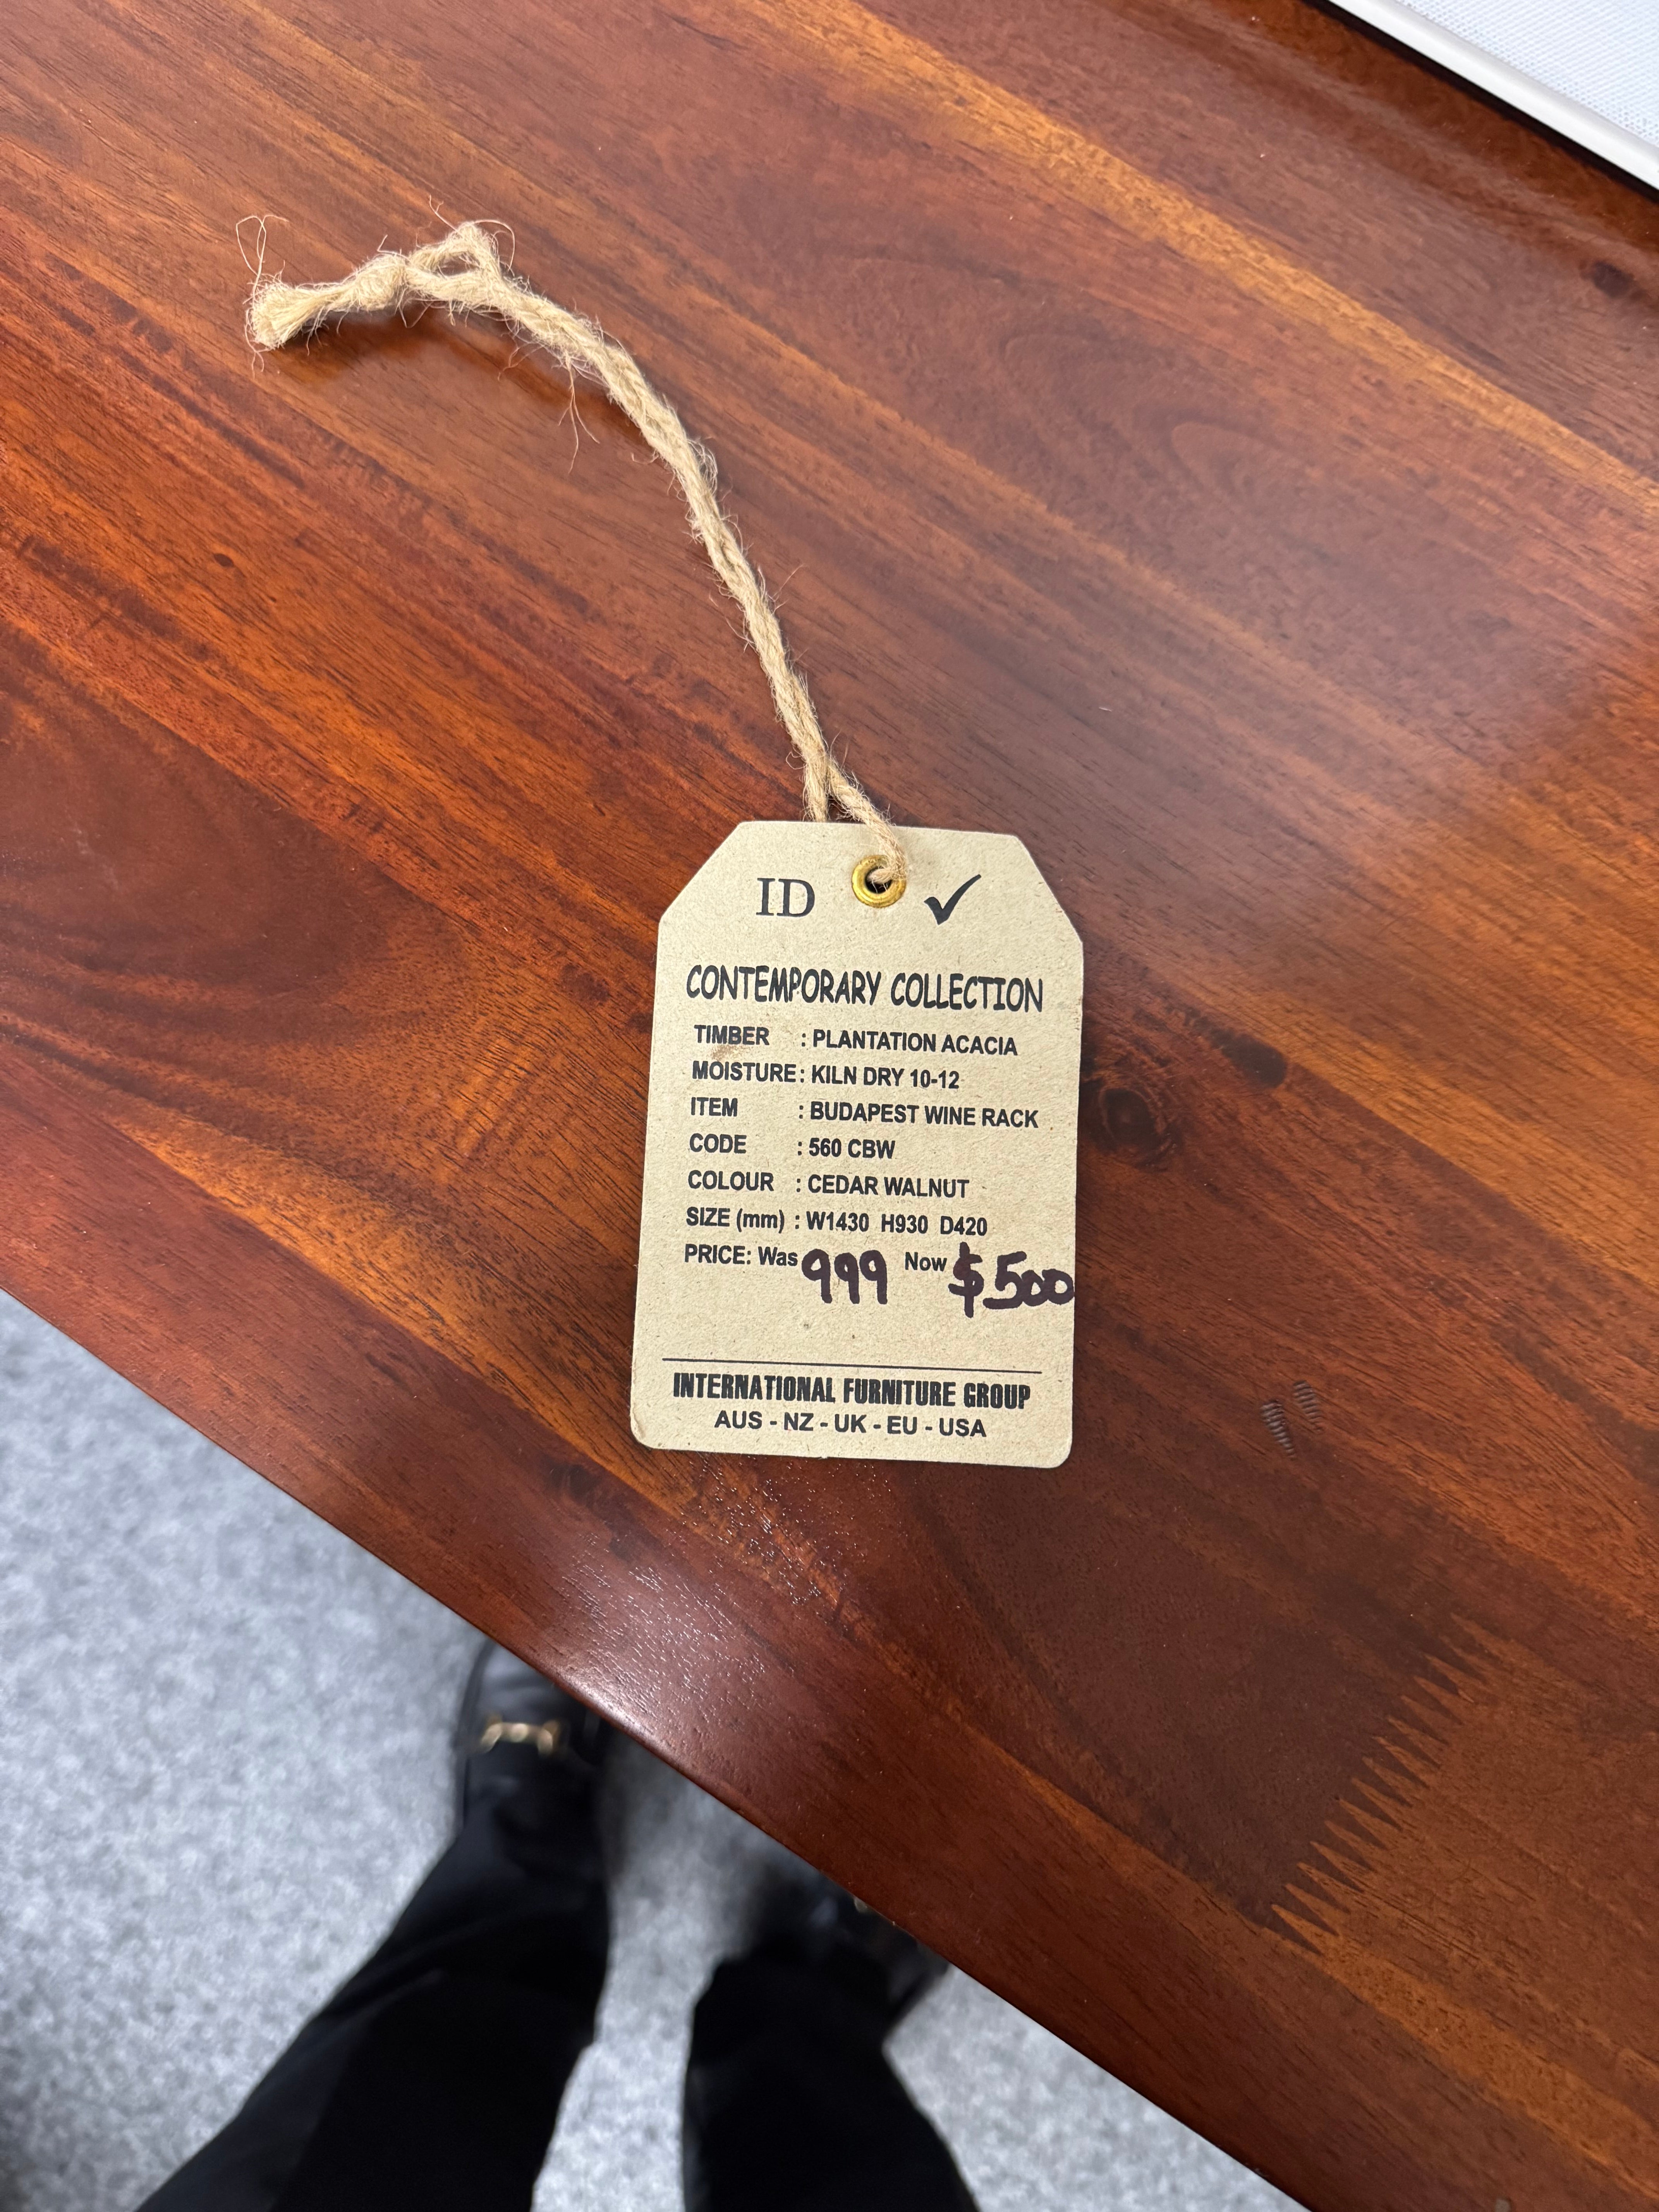 ID ✓
CONTEMPORARY COLLECTION
TIMBER : PLANTATION ACACIA
MOISTURE : KILN DRY 10-12
ITEM : BUDAPEST WINE RACK
CODE : 560 CBW
COLOUR : CEDAR WALNUT
SIZE (mm) : W1430 H930 D420
PRICE: Was 999 Now $500
INTERNATIONAL FURNITURE GROUP
AUS - NZ - UK - EU - USA